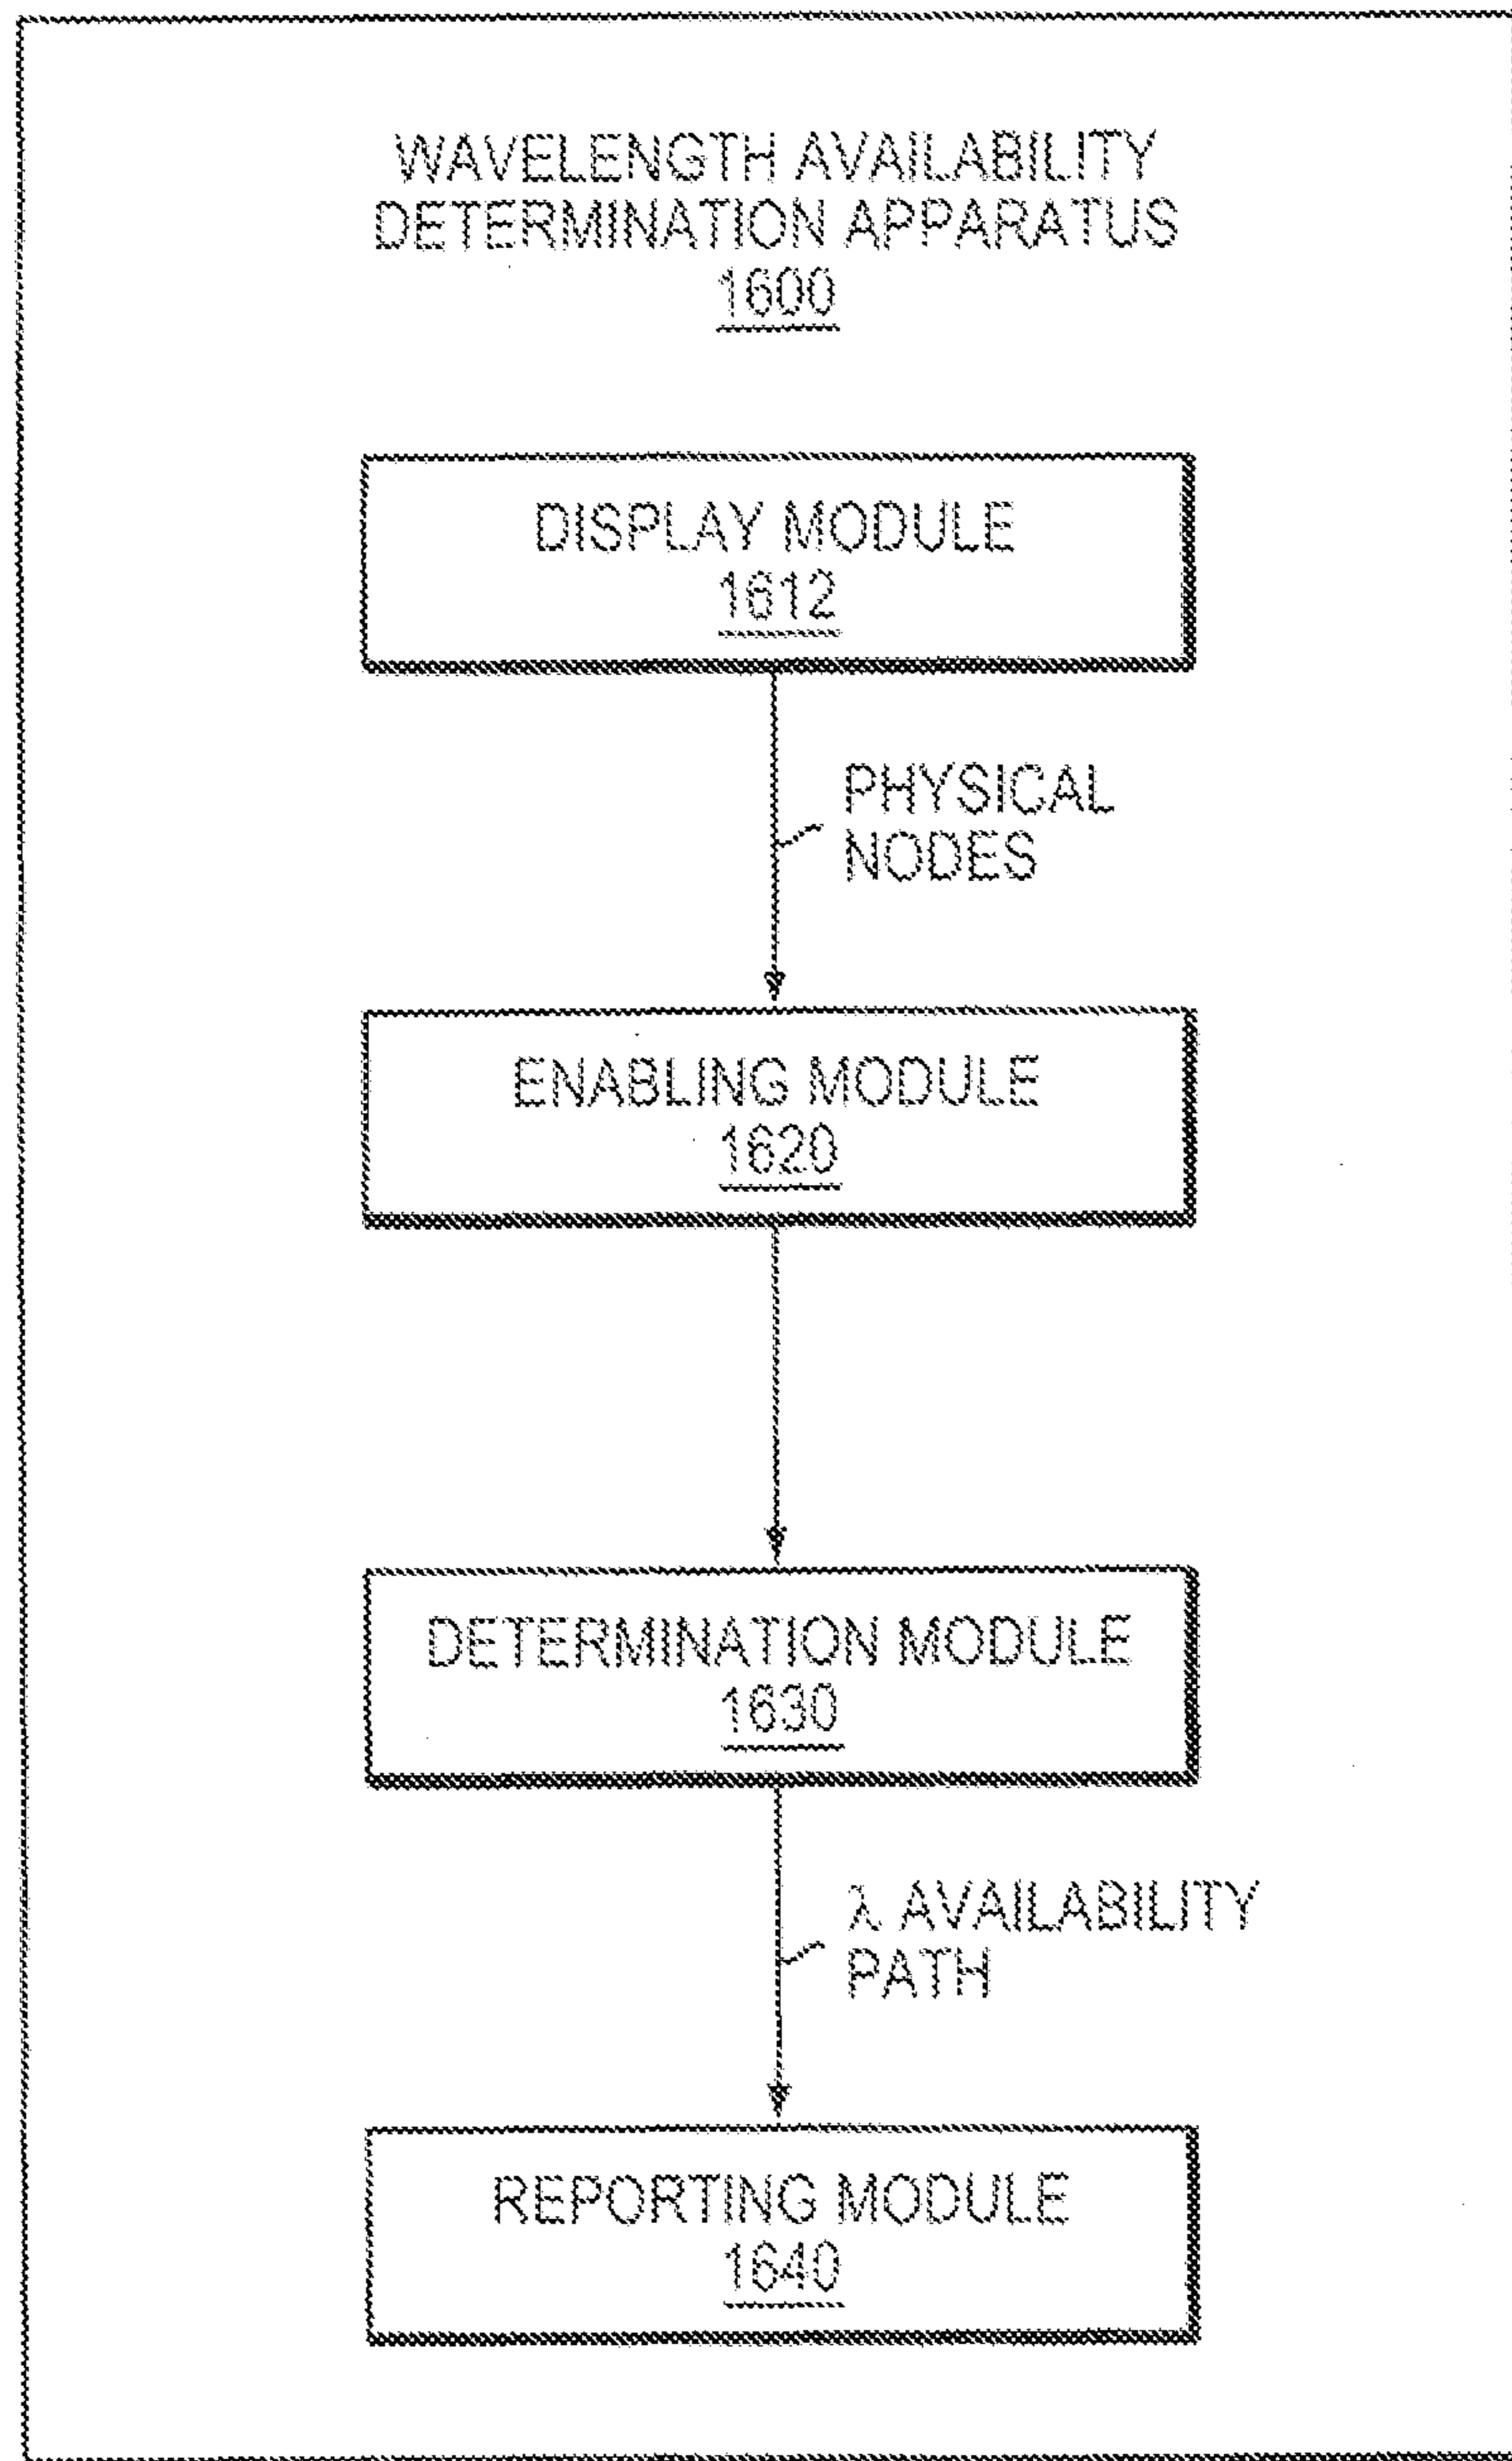 WAVELENGTH AVAILABILITY
DETERMINATION APPARATUS
1600
DISPLAY MODULE
1612
PHYSICAL
NODES
ENABLING MODULE
1620
DETERMINATION MODULE
1630
λ AVAILABILITY
PATH
REPORTING MODULE
1640